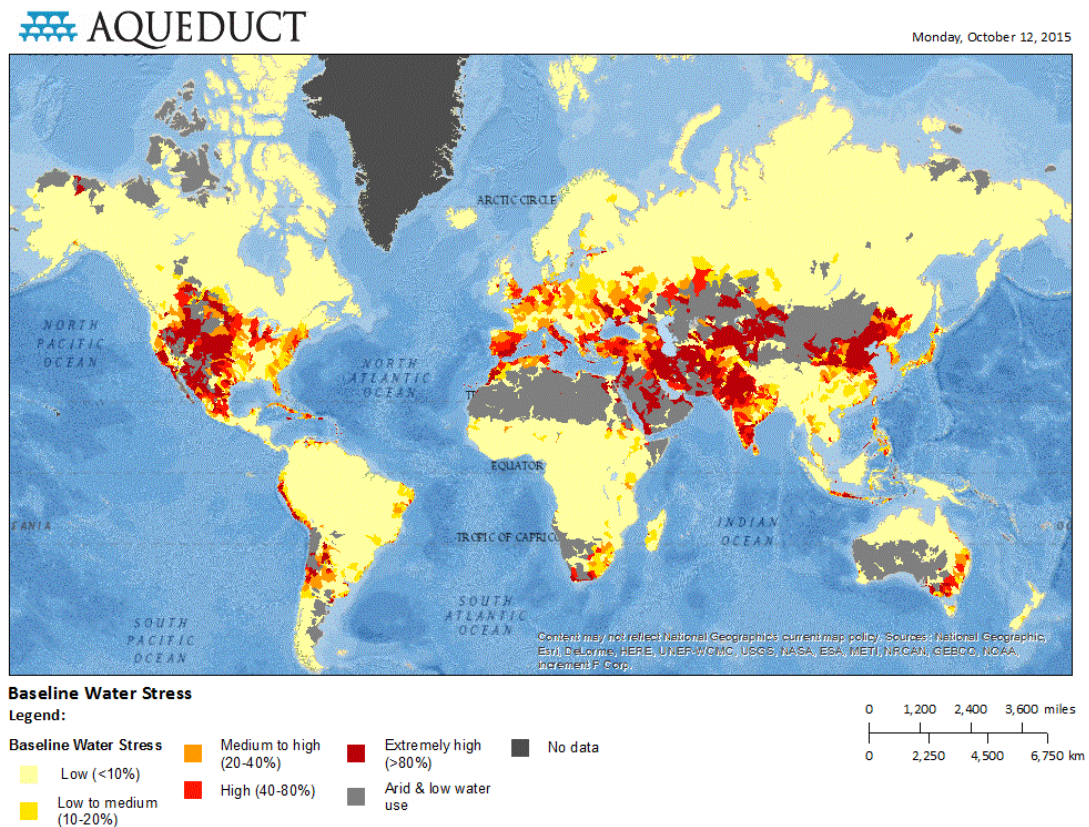 AQUEDUCT
Monday, October 12, 2015
ARCTIC CIRCLE
NORTH
PACIFIC
OCEAN
NORTH
ATLANTIC
OCEAN
EQUATOR
INDIAN
OCEAN
TROPIC OF CAPRIC
SOUTH
ATLANTIC
OCEAN
SOUTH
PACIFIC
OCEAN
Content may not reflect National Geographic's current map policy. Sources: National Geographic,
Esri, DeLorme, HERE, UNEP-WCMC, USGS, NASA, ESA, METI, NRCAN, GEBCO, NOAA,
increment P Corp.
Baseline Water Stress
Legend:
Baseline Water Stress
Low (<10%)
Low to medium
(10-20%)
Medium to high
(20-40%)
High (40-80%)
Extremely high
(>80%)
Arid & low water
use
No data
0 1,200 2,400 3,600 miles
0 2,250 4,500 6,750 km